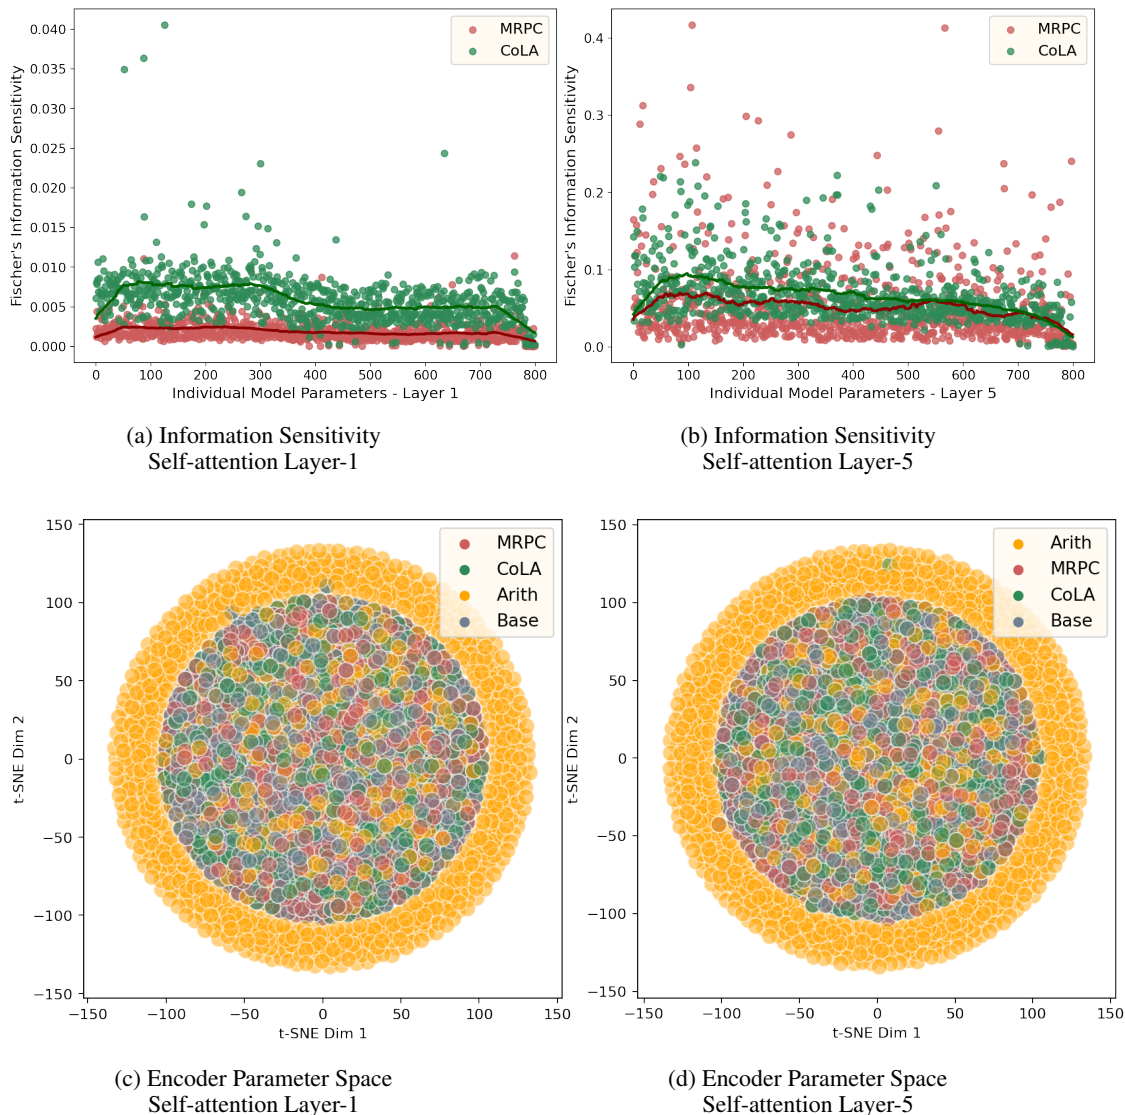 0.040
0.035
0.030
0.025
0.020
0.015
0.010
0.005
0.000
Fischer's Information Sensitivity
MRPC
CoLA
0 100 200 300 400 500 600 700 800
Individual Model Parameters - Layer 1
0.4
0.3
0.2
0.1
0.0
Fischer's Information Sensitivity
MRPC
CoLA
0 100 200 300 400 500 600 700 800
Individual Model Parameters - Layer 5
(a) Information Sensitivity
Self-attention Layer-1
(b) Information Sensitivity
Self-attention Layer-5
150
100
50
0
−50
−100
−150
t-SNE Dim 2
MRPC
CoLA
Arith
Base
−150 −100 −50 0 50 100 150
t-SNE Dim 1
150
100
50
0
−50
−100
−150
t-SNE Dim 2
Arith
MRPC
CoLA
Base
−150 −100 −50 0 50 100 150
t-SNE Dim 1
(c) Encoder Parameter Space
Self-attention Layer-1
(d) Encoder Parameter Space
Self-attention Layer-5